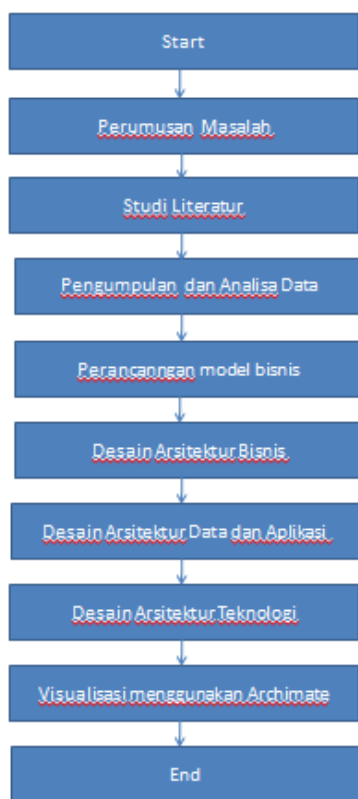 Start
Perumusan Masalah
Studi Literatur
Pengumpulan dan Analisa Data
Perancanngan model bisnis
Desain Arsitektur Bisnis
Desain Arsitektur Data dan Aplikasi
Desain Arsitektur Teknologi
Visualisasi menggunakan Archimate
End